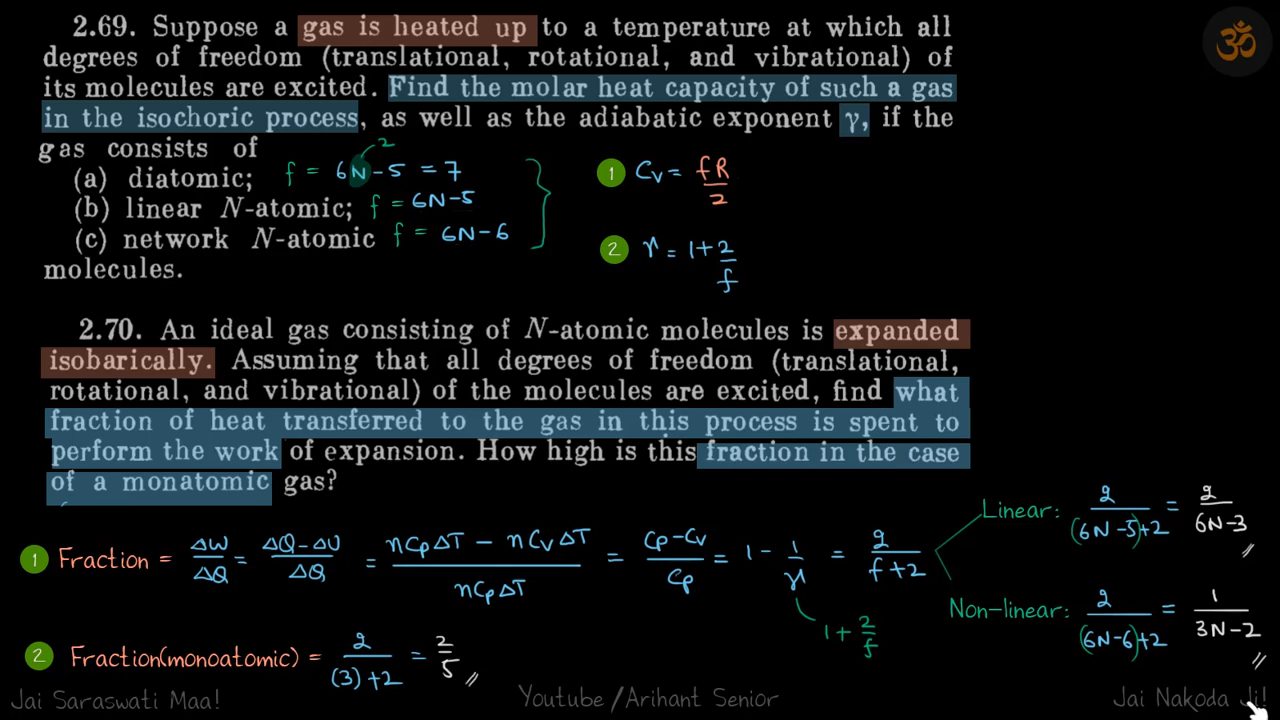 2.69. Suppose a gas is heated up to a temperature at which all
degrees of freedom (translational, rotational, and vibrational) of
its molecules are excited. Find the molar heat capacity of such a gas
in the isochoric process, as well as the adiabatic exponent γ, if the
gas consists of
(a) diatomic; f = 6N-5 = 7
2
(b) linear N-atomic; f = 6N-5
(c) network N-atomic f = 6N-6
molecules.
1 Cv = fR/2
2 γ = 1+2/f
2.70. An ideal gas consisting of N-atomic molecules is expanded
isobarically. Assuming that all degrees of freedom (translational,
rotational, and vibrational) of the molecules are excited, find what
fraction of heat transferred to the gas in this process is spent to
perform the work of expansion. How high is this fraction in the case
of a monatomic gas?
1 Fraction = ΔW/ΔQ = (ΔQ-ΔU)/ΔQ = (nCpΔT - nCvΔT)/(nCpΔT) = (Cp-Cv)/Cp = 1 - 1/γ = 2/(f+2)
1+2/f
Linear: 2/((6N-5)+2) = 2/(6N-3)
Non-linear: 2/((6N-6)+2) = 1/(3N-2)
2 Fraction(monoatomic) = 2/((3)+2) = 2/5
ॐ
Jai Saraswati Maa! Youtube/Arihant Senior Jai Nakoda Ji!